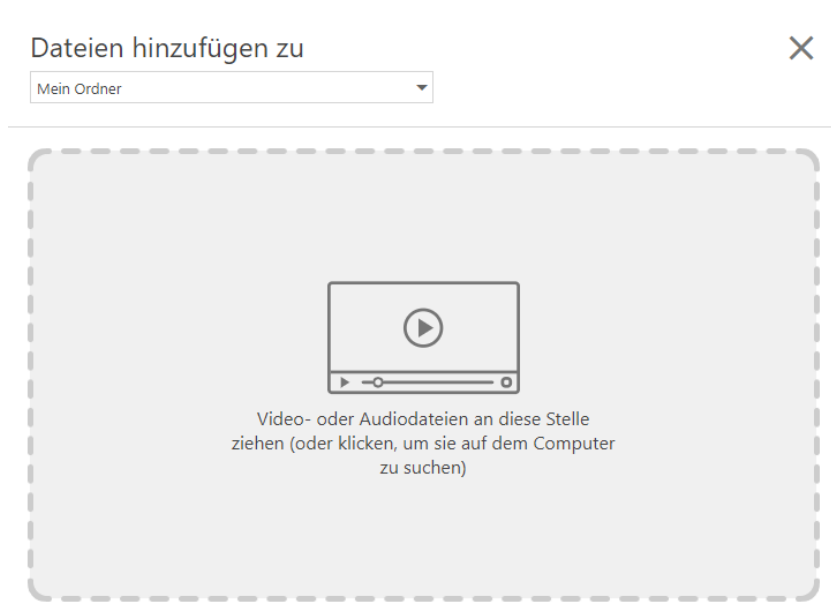 Dateien hinzufügen zu
Mein Ordner
Video- oder Audiodateien an diese Stelle
ziehen (oder klicken, um sie auf dem Computer
zu suchen)